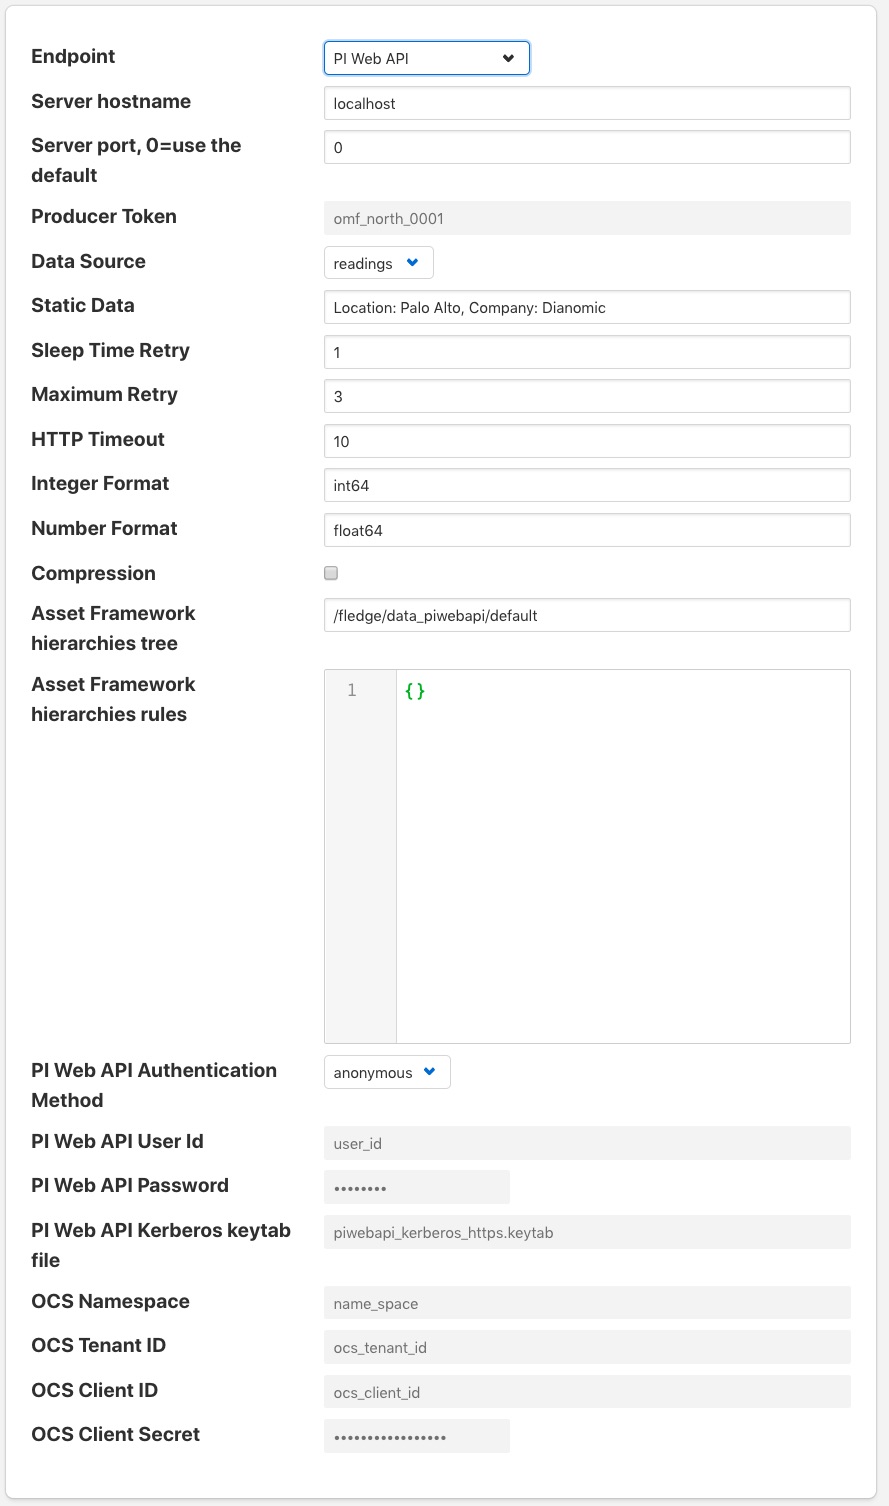 Endpoint
PI Web API
Server hostname
localhost
Server port, 0=use the
default
0
Producer Token
omf_north_0001
Data Source
readings
Static Data
Location: Palo Alto, Company: Dianomic
Sleep Time Retry
1
Maximum Retry
3
HTTP Timeout
10
Integer Format
int64
Number Format
float64
Compression
Asset Framework
hierarchies tree
/fledge/data_piwebapi/default
Asset Framework
hierarchies rules
1 {}
PI Web API Authentication
Method
anonymous
PI Web API User Id
user_id
PI Web API Password
••••••••
PI Web API Kerberos keytab
file
piwebapi_kerberos_https.keytab
OCS Namespace
name_space
OCS Tenant ID
ocs_tenant_id
OCS Client ID
ocs_client_id
OCS Client Secret
•••••••••••••••••